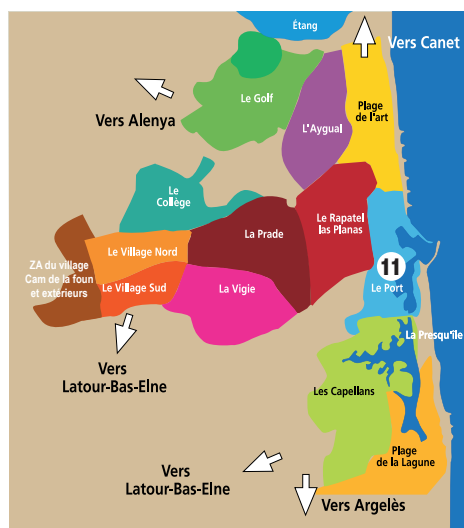 Étang
Vers Canet
Le Golf
Vers Alenya
Plage
de l'art
L'Aygual
Le
Collège
Le Rapatel
las Planas
La Prade
Le Village Nord
ZA du village
Cam de la foun
et extérieurs
11
Le Village Sud
La Vigie
Le Port
La Presqu'île
Vers
Latour-Bas-Elne
Les Capellans
Plage
de la Lagune
Vers
Latour-Bas-Elne
Vers Argelès